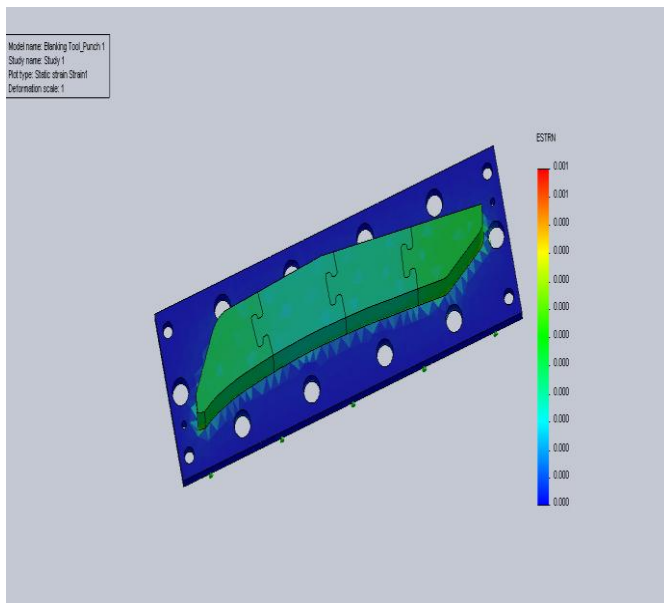 Model name: Blanking Tool_Punch 1
Study name: Study 1
Plot type: Static strain Strain1
Deformation scale: 1
ESTRN
0.001
0.001
0.000
0.000
0.000
0.000
0.000
0.000
0.000
0.000
0.000
0.000
0.000